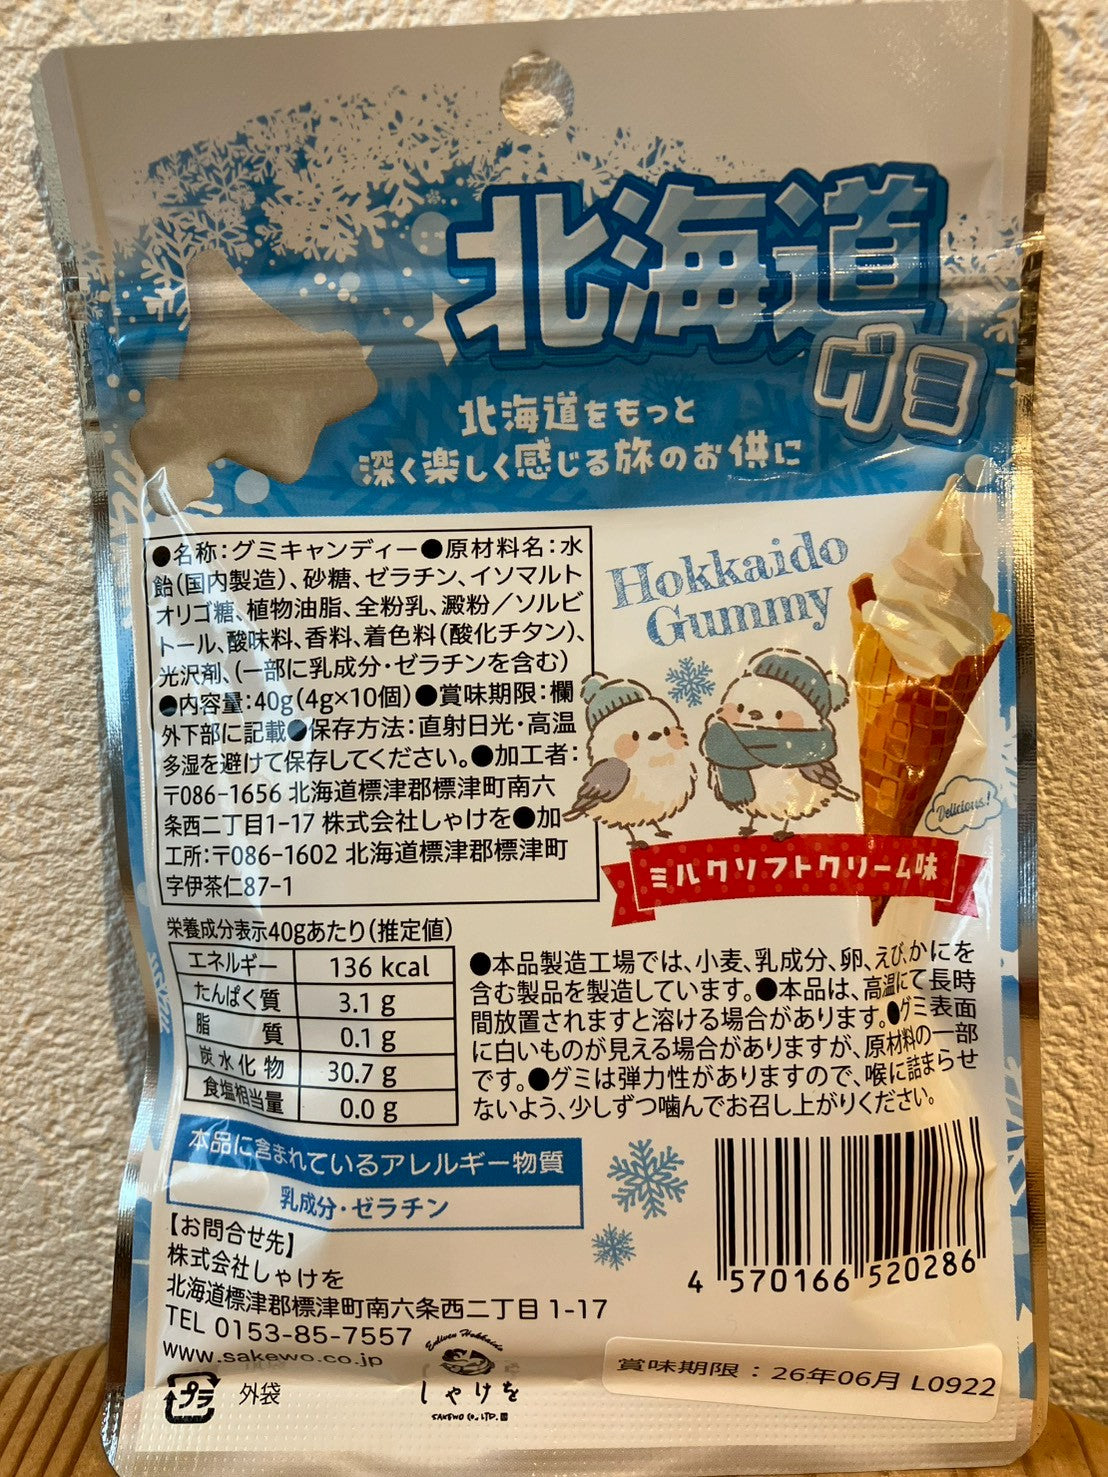 北海道
グミ
北海道をもっと
深く楽しく感じる旅のお供に
●名称：グミキャンディー●原材料名：水
飴(国内製造)、砂糖、ゼラチン、イソマルト
オリゴ糖、植物油脂、全粉乳、澱粉／ソルビ
トール、酸味料、香料、着色料(酸化チタン)、
光沢剤、(一部に乳成分・ゼラチンを含む)
●内容量：40g(4g×10個)●賞味期限：欄
外下部に記載●保存方法：直射日光・高温
多湿を避けて保存してください。●加工者：
〒086-1656 北海道標津郡標津町南六
条西二丁目1-17 株式会社しゃけを●加
工所：〒086-1602 北海道標津郡標津町
字伊茶仁87-1
Hokkaido
Gummy
Delicious!
ミルクソフトクリーム味
栄養成分表示40gあたり(推定値)
エネルギー 136 kcal
たんぱく質 3.1 g
脂質 0.1 g
炭水化物 30.7 g
食塩相当量 0.0 g
●本品製造工場では、小麦、乳成分、卵、えび、かにを
含む製品を製造しています。●本品は、高温にて長時
間放置されますと溶ける場合があります。●グミ表面
に白いものが見える場合がありますが、原材料の一部
です。●グミは弾力性がありますので、喉に詰まらせ
ないよう、少しずつ噛んでお召し上がりください。
本品に含まれているアレルギー物質
乳成分・ゼラチン
【お問合せ先】
株式会社しゃけを
北海道標津郡標津町南六条西二丁目1-17
TEL 0153-85-7557
www.sakewo.co.jp
プラ 外袋
Enliven Hokkaido
しゃけを
SAKEWO CO., LTD.
4 570166 520286
賞味期限：26年06月 L0922